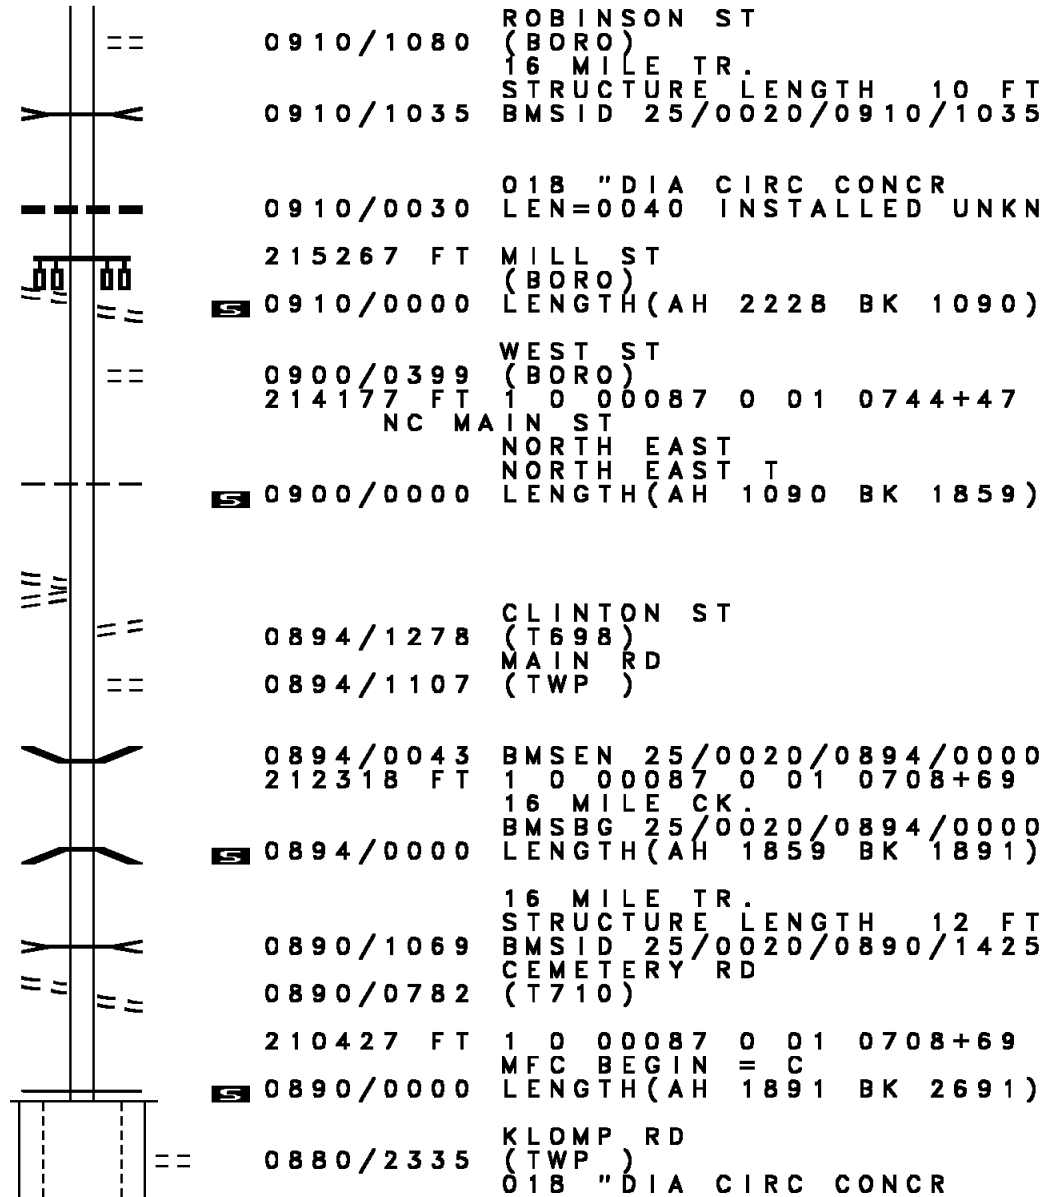 ROBINSON ST
0910/1080 (BORO)
16 MILE TR.
STRUCTURE LENGTH 10 FT
0910/1035 BMSID 25/0020/0910/1035
018 "DIA CIRC CONCR
0910/0030 LEN=0040 INSTALLED UNKN
215267 FT MILL ST
(BORO)
S 0910/0000 LENGTH(AH 2228 BK 1090)
WEST ST
0900/0399 (BORO)
214177 FT 1 0 00087 0 01 0744+47
NC MAIN ST
NORTH EAST
NORTH EAST T
S 0900/0000 LENGTH(AH 1090 BK 1859)
CLINTON ST
0894/1278 (T698)
MAIN RD
0894/1107 (TWP )
0894/0043 BMSEN 25/0020/0894/0000
212318 FT 1 0 00087 0 01 0708+69
16 MILE CK.
BMSBG 25/0020/0894/0000
S 0894/0000 LENGTH(AH 1859 BK 1891)
16 MILE TR.
STRUCTURE LENGTH 12 FT
0890/1069 BMSID 25/0020/0890/1425
CEMETERY RD
0890/0782 (T710)
210427 FT 1 0 00087 0 01 0708+69
MFC BEGIN = C
S 0890/0000 LENGTH(AH 1891 BK 2691)
KLOMP RD
0880/2335 (TWP )
018 "DIA CIRC CONCR